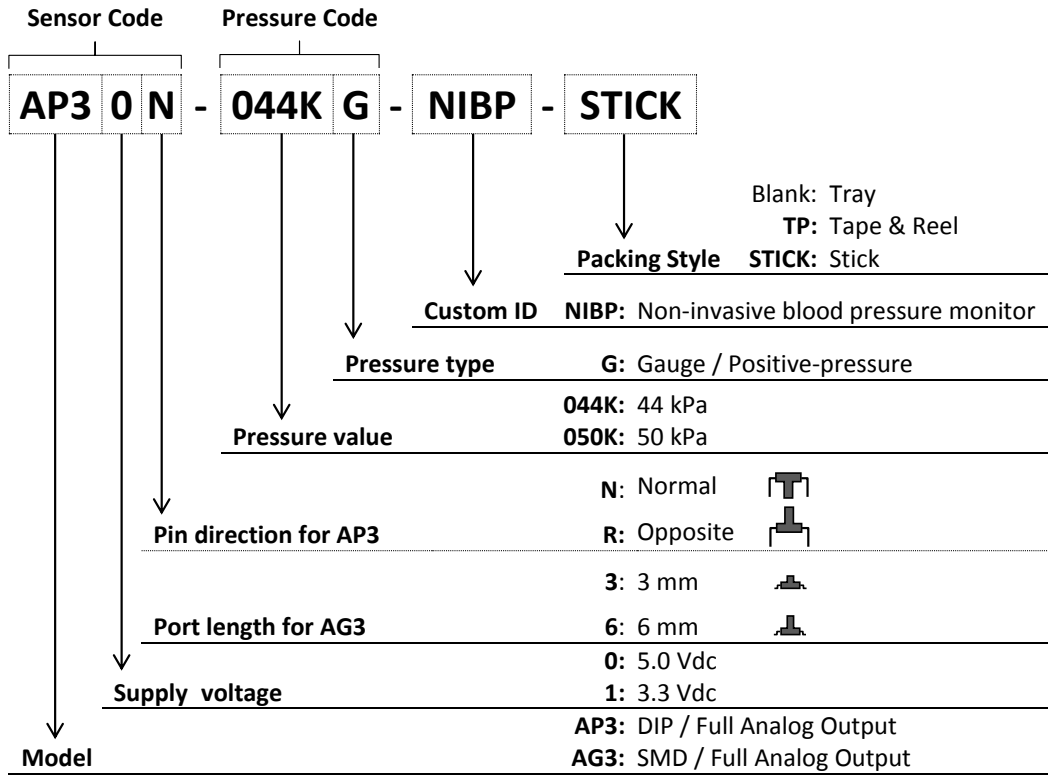 Sensor Code Pressure Code
AP3 0 N - 044K G - NIBP - STICK
Blank: Tray
TP: Tape & Reel
Packing Style STICK: Stick
Custom ID NIBP: Non-invasive blood pressure monitor
Pressure type G: Gauge / Positive-pressure
044K: 44 kPa
Pressure value 050K: 50 kPa
N: Normal
Pin direction for AP3 R: Opposite
3: 3 mm
Port length for AG3 6: 6 mm
0: 5.0 Vdc
Supply voltage 1: 3.3 Vdc
AP3: DIP / Full Analog Output
Model AG3: SMD / Full Analog Output